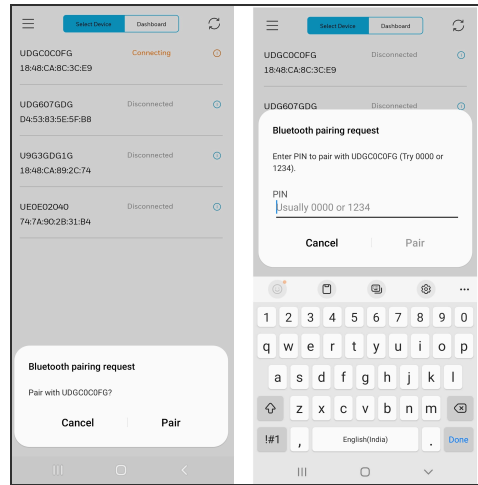 Select Device Dashboard
UDGC0C0FG Connecting
18:48:CA:8C:3C:E9
UDG607GDG Disconnected
D4:53:83:5E:5F:B8
U9G3GDG1G Disconnected
18:48:CA:89:2C:74
UE0E02040 Disconnected
74:7A:90:2B:31:B4
Bluetooth pairing request
Pair with UDGC0C0FG?
Cancel Pair
Select Device Dashboard
UDGC0C0FG Disconnected
18:48:CA:8C:3C:E9
UDG607GDG Disconnected
Bluetooth pairing request
Enter PIN to pair with UDGC0C0FG (Try 0000 or
1234).
PIN
Usually 0000 or 1234
Cancel Pair
1 2 3 4 5 6 7 8 9 0
q w e r t y u i o p
a s d f g h j k l
z x c v b n m
!#1 , English(India) . Done